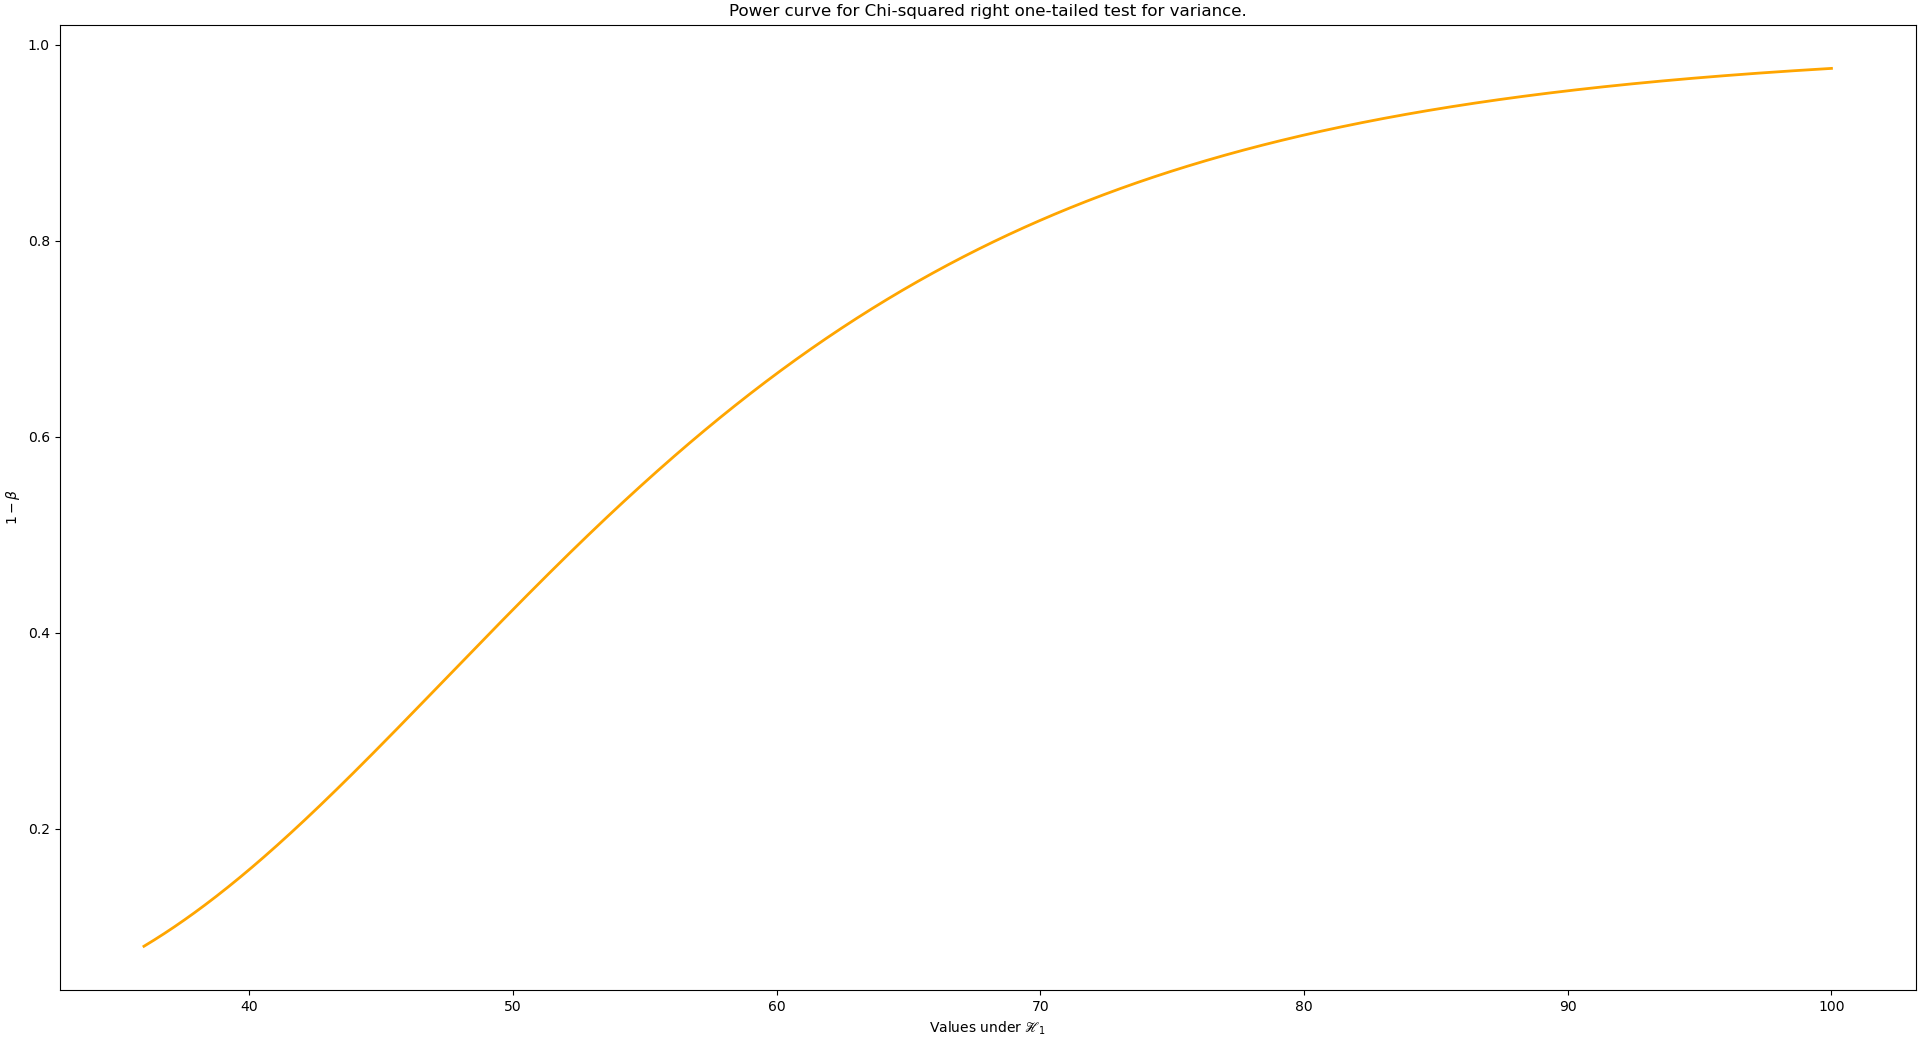 Power curve for Chi-squared right one-tailed test for variance.
1.0
0.8
0.6
0.4
0.2
1 − β
40 50 60 70 80 90 100
Values under ℋ₁